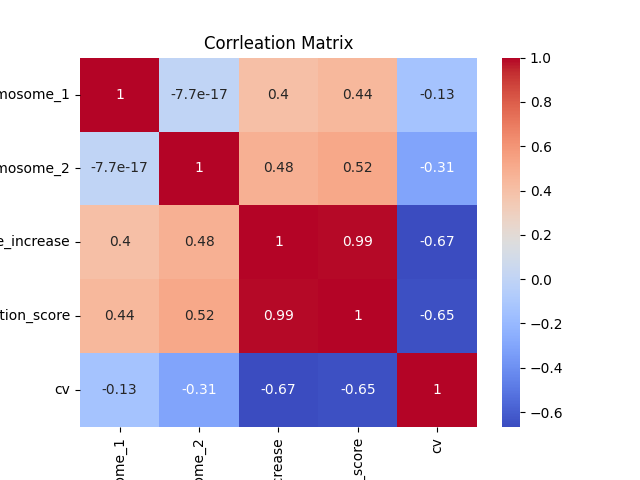 Corrleation Matrix
mosome_1 1 -7.7e-17 0.4 0.44 -0.13
mosome_2 -7.7e-17 1 0.48 0.52 -0.31
e_increase 0.4 0.48 1 0.99 -0.67
tion_score 0.44 0.52 0.99 1 -0.65
cv -0.13 -0.31 -0.67 -0.65 1
ome_1 ome_2 crease _score cv
1.0
0.8
0.6
0.4
0.2
0.0
−0.2
−0.4
−0.6